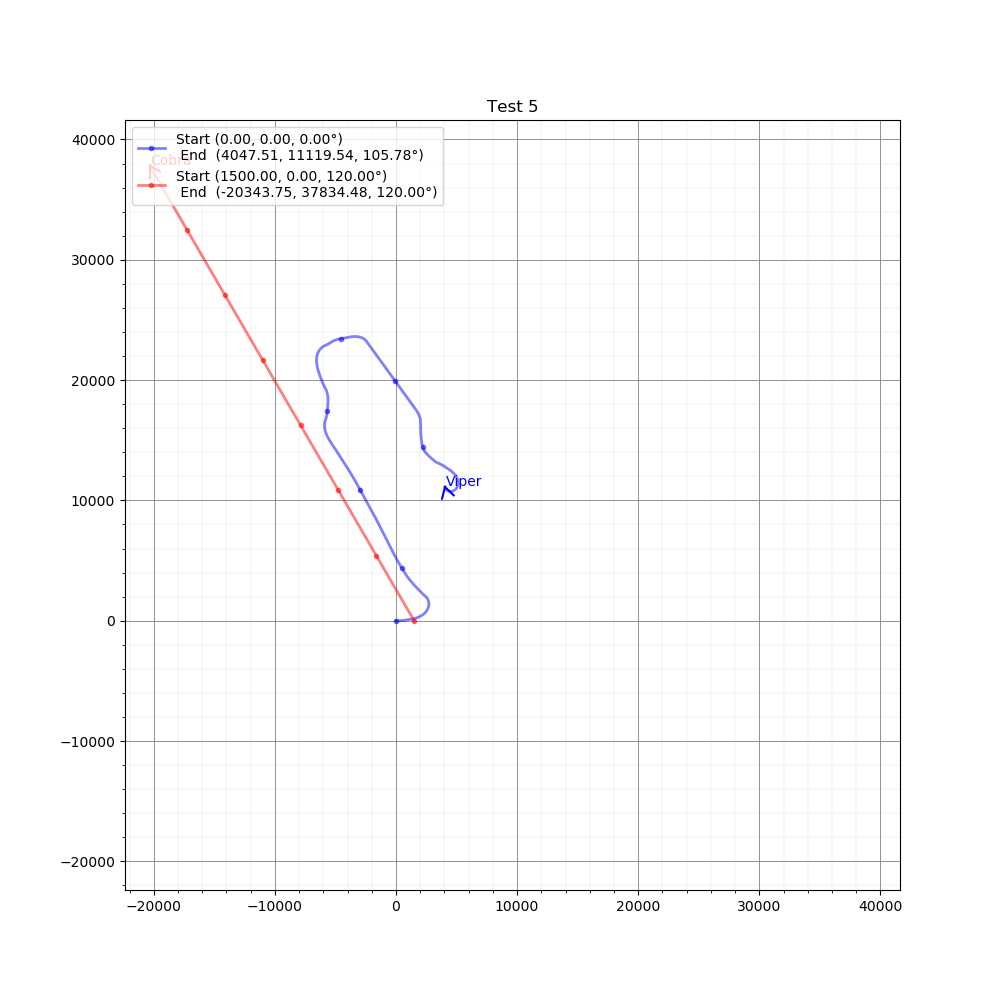 Test 5
Start (0.00, 0.00, 0.00°)
End (4047.51, 11119.54, 105.78°)
Start (1500.00, 0.00, 120.00°)
End (-20343.75, 37834.48, 120.00°)
Cobra
Viper
40000
30000
20000
10000
0
−10000
−20000
−20000 −10000 0 10000 20000 30000 40000